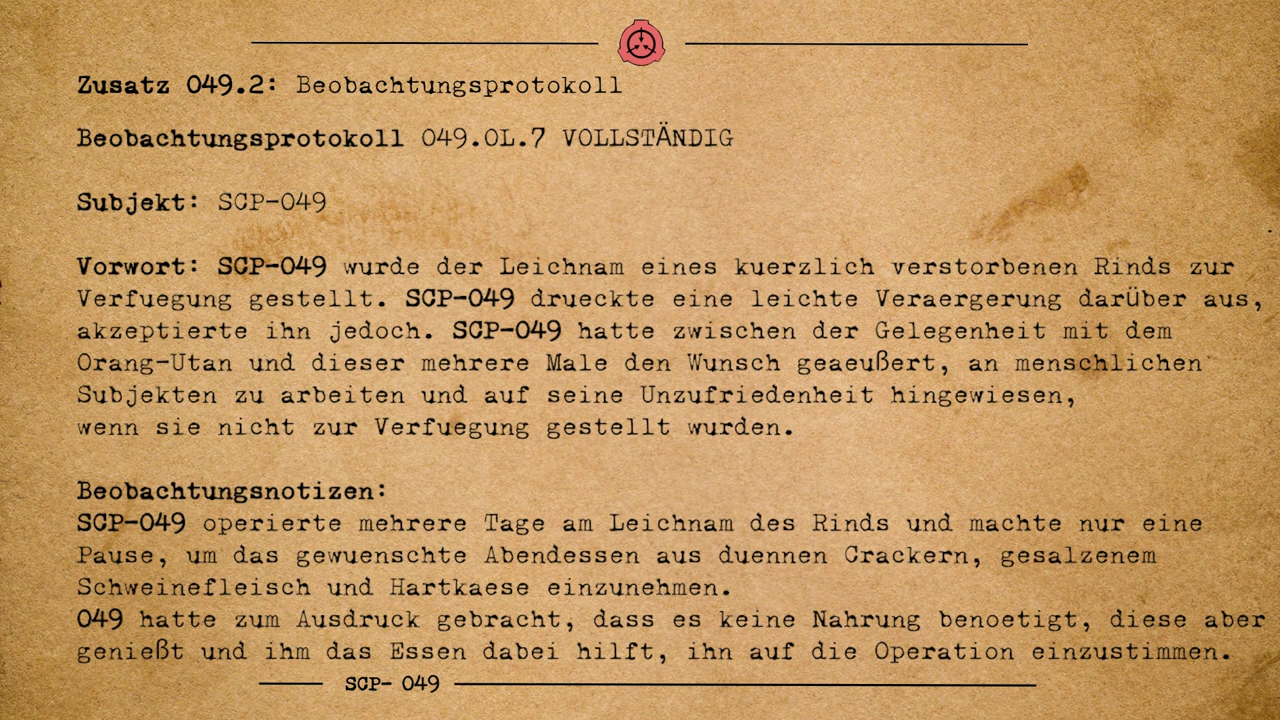 Zusatz 049.2: Beobachtungsprotokoll
Beobachtungsprotokoll 049.OL.7 VOLLSTÄNDIG
Subjekt: SCP-049
Vorwort: SCP-049 wurde der Leichnam eines kuerzlich verstorbenen Rinds zur
Verfuegung gestellt. SCP-049 drueckte eine leichte Veraergerung darüber aus,
akzeptierte ihn jedoch. SCP-049 hatte zwischen der Gelegenheit mit dem
Orang-Utan und dieser mehrere Male den Wunsch geaeußert, an menschlichen
Subjekten zu arbeiten und auf seine Unzufriedenheit hingewiesen,
wenn sie nicht zur Verfuegung gestellt wurden.
Beobachtungsnotizen:
SCP-049 operierte mehrere Tage am Leichnam des Rinds und machte nur eine
Pause, um das gewuenschte Abendessen aus duennen Crackern, gesalzenem
Schweinefleisch und Hartkaese einzunehmen.
049 hatte zum Ausdruck gebracht, dass es keine Nahrung benoetigt, diese aber
genießt und ihm das Essen dabei hilft, ihn auf die Operation einzustimmen.
SCP- 049